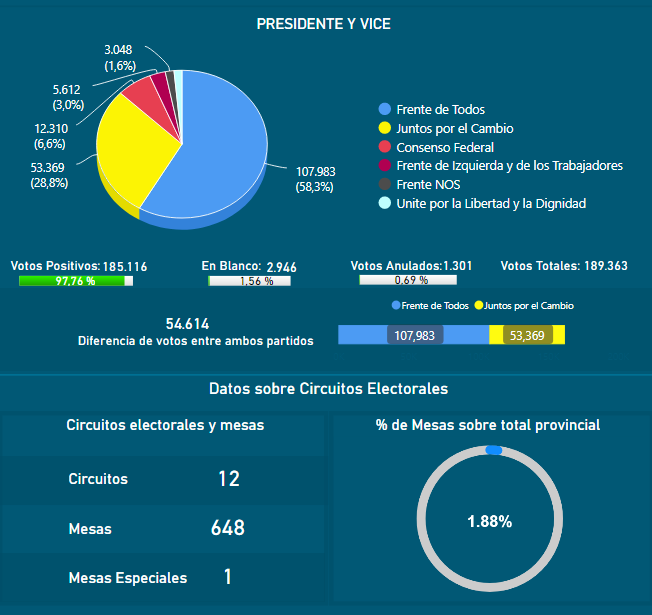 PRESIDENTE Y VICE
3.048
(1,6%)
5.612
(3,0%)
12.310
(6,6%)
53.369
(28,8%)
107.983
(58,3%)
Frente de Todos
Juntos por el Cambio
Consenso Federal
Frente de Izquierda y de los Trabajadores
Frente NOS
Unite por la Libertad y la Dignidad
Votos Positivos: 185.116
97,76 %
En Blanco: 2.946
1,56 %
Votos Anulados: 1.301
0.69 %
Votos Totales: 189.363
54.614
Diferencia de votos entre ambos partidos
Frente de Todos Juntos por el Cambio
107,983 53,369
Datos sobre Circuitos Electorales
Circuitos electorales y mesas
Circuitos 12
Mesas 648
Mesas Especiales 1
% de Mesas sobre total provincial
1.88%